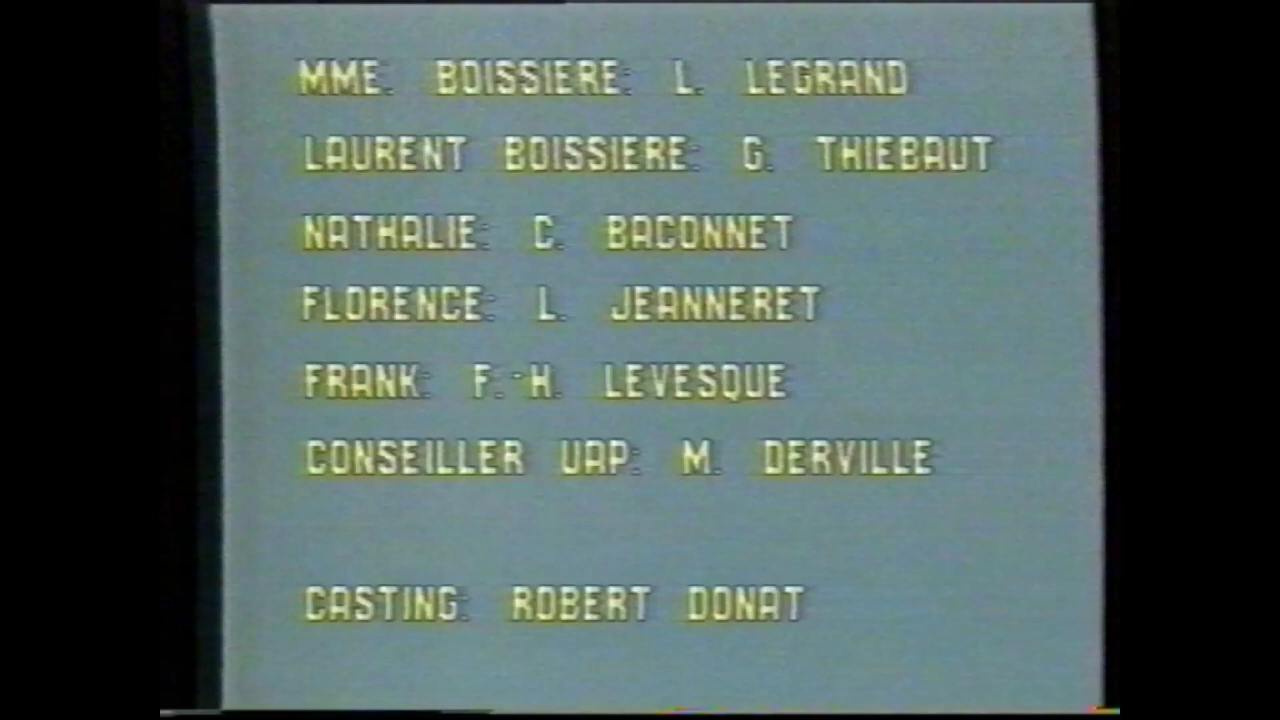 MME. BOISSIERE: L. LEGRAND
LAURENT BOISSIERE: G. THIEBAUT
NATHALIE: C. BACONNET
FLORENCE: L. JEANNERET
FRANK: F.-H. LEVESQUE
CONSEILLER UAP: M. DERVILLE
CASTING: ROBERT DONAT